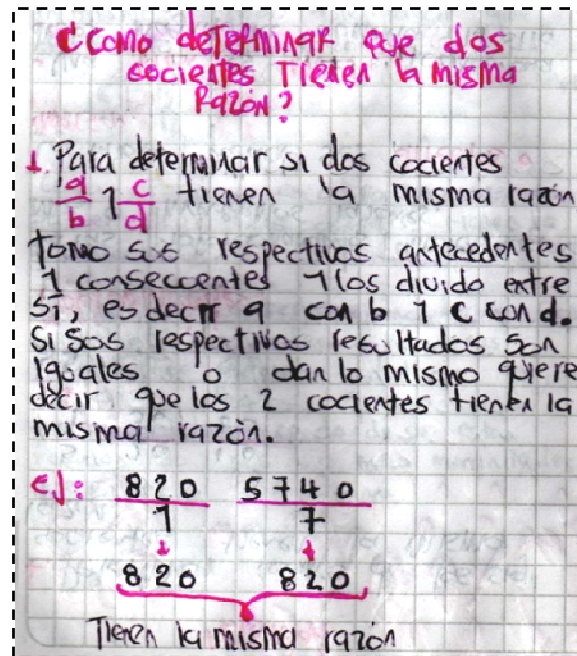 ¿Como determinar que dos
cocientes Tienen la misma
Razón?
1. Para determinar si dos cocientes
a/b y c/d tienen la misma razón
tomo sus respectivos antecedentes
y consecuentes y los divido entre
si, es decir a con b y c con d.
Si sus respectivos resultados son
iguales o dan lo mismo quiere
decir que los 2 cocientes tienen la
misma razón.
ej: 820/1 5740/7
↓ ↓
820 820
Tienen la misma razón